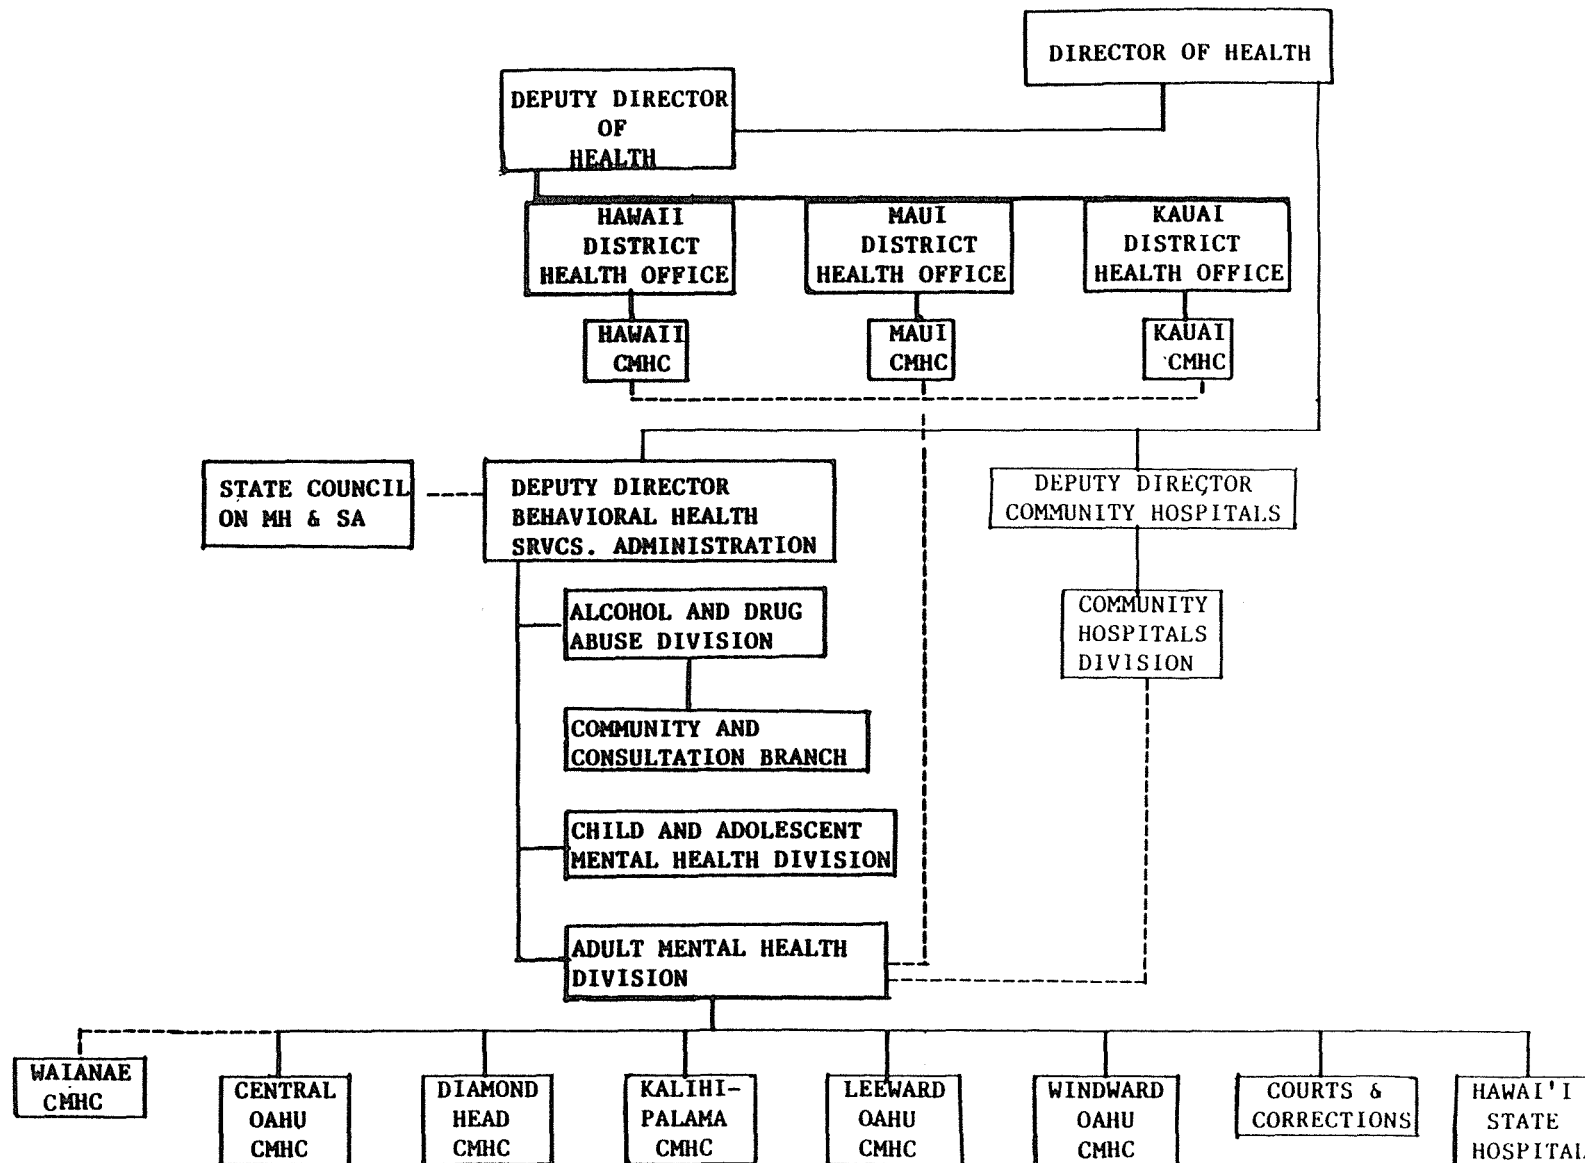 DIRECTOR OF HEALTH
DEPUTY DIRECTOR
OF
HEALTH
HAWAII
DISTRICT
HEALTH OFFICE
MAUI
DISTRICT
HEALTH OFFICE
KAUAI
DISTRICT
HEALTH OFFICE
HAWAII
CMHC
MAUI
CMHC
KAUAI
CMHC
STATE COUNCIL
ON MH & SA
DEPUTY DIRECTOR
BEHAVIORAL HEALTH
SRVCS. ADMINISTRATION
DEPUTY DIRECTOR
COMMUNITY HOSPITALS
ALCOHOL AND DRUG
ABUSE DIVISION
COMMUNITY
HOSPITALS
DIVISION
COMMUNITY AND
CONSULTATION BRANCH
CHILD AND ADOLESCENT
MENTAL HEALTH DIVISION
ADULT MENTAL HEALTH
DIVISION
WAIANAE
CMHC
CENTRAL
OAHU
CMHC
DIAMOND
HEAD
CMHC
KALIHI-
PALAMA
CMHC
LEEWARD
OAHU
CMHC
WINDWARD
OAHU
CMHC
COURTS &
CORRECTIONS
HAWAI'I
STATE
HOSPITAL